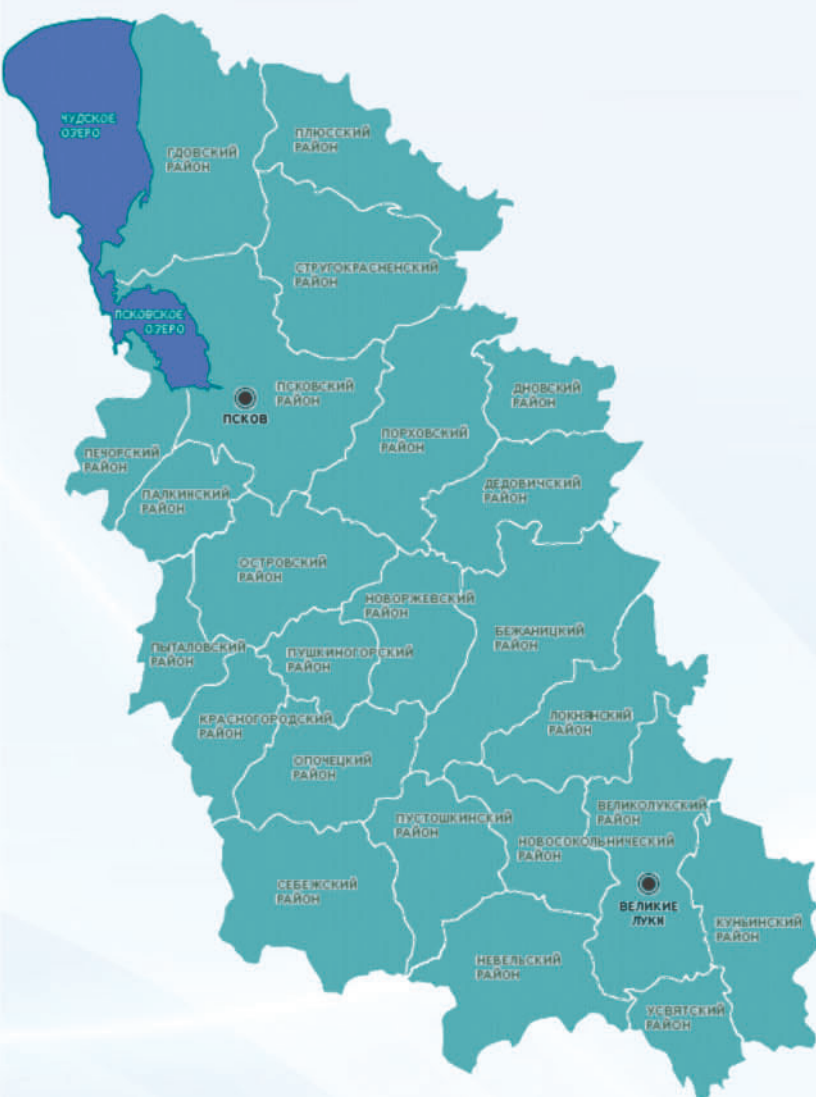 ЧУДСКОЕ
ОЗЕРО
ГДОВСКИЙ
РАЙОН
ПЛЮССКИЙ
РАЙОН
СТРУГОКРАСНЕНСКИЙ
РАЙОН
ПСКОВСКОЕ
ОЗЕРО
ПСКОВСКИЙ
РАЙОН
ПСКОВ
ДНОВСКИЙ
РАЙОН
ПОРХОВСКИЙ
РАЙОН
ПЕЧОРСКИЙ
РАЙОН
ПАЛКИНСКИЙ
РАЙОН
ДЕДОВИЧСКИЙ
РАЙОН
ОСТРОВСКИЙ
РАЙОН
НОВОРЖЕВСКИЙ
РАЙОН
БЕЖАНИЦКИЙ
РАЙОН
ПЫТАЛОВСКИЙ
РАЙОН
ПУШКИНОГОРСКИЙ
РАЙОН
КРАСНОГОРОДСКИЙ
РАЙОН
ЛОКНЯНСКИЙ
РАЙОН
ОПОЧЕЦКИЙ
РАЙОН
ПУСТОШКИНСКИЙ
РАЙОН
ВЕЛИКОЛУКСКИЙ
РАЙОН
НОВОСОКОЛЬНИЧЕСКИЙ
РАЙОН
СЕБЕЖСКИЙ
РАЙОН
ВЕЛИКИЕ
ЛУКИ
КУНЬИНСКИЙ
РАЙОН
НЕВЕЛЬСКИЙ
РАЙОН
УСВЯТСКИЙ
РАЙОН